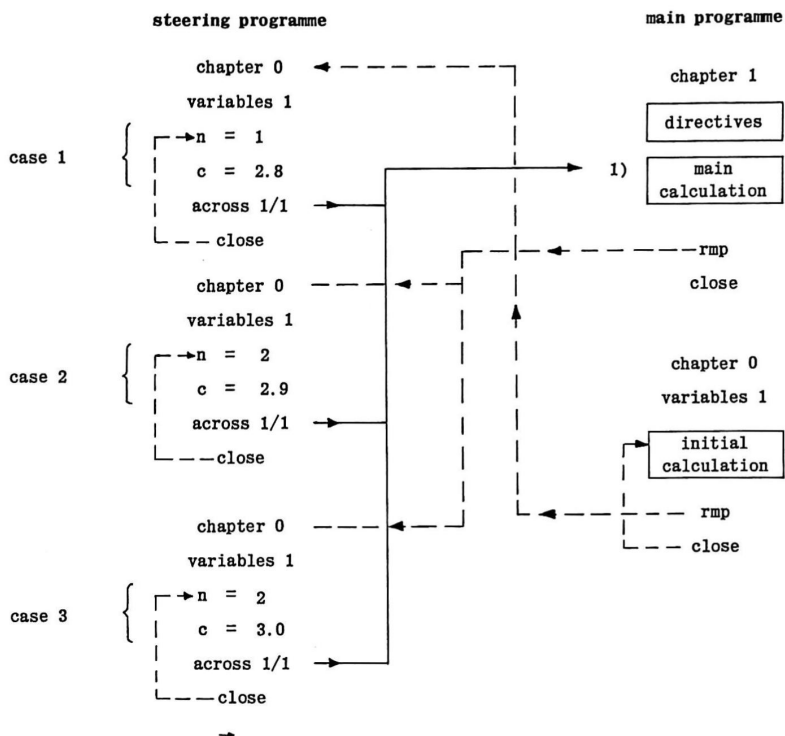 steering programme
chapter 0
variables 1
case 1
n = 1
c = 2.8
across 1/1
close
chapter 0
variables 1
case 2
n = 2
c = 2.9
across 1/1
close
chapter 0
variables 1
case 3
n = 2
c = 3.0
across 1/1
close
main programme
chapter 1
directives
1) main
calculation
rmp
close
chapter 0
variables 1
initial
calculation
rmp
close